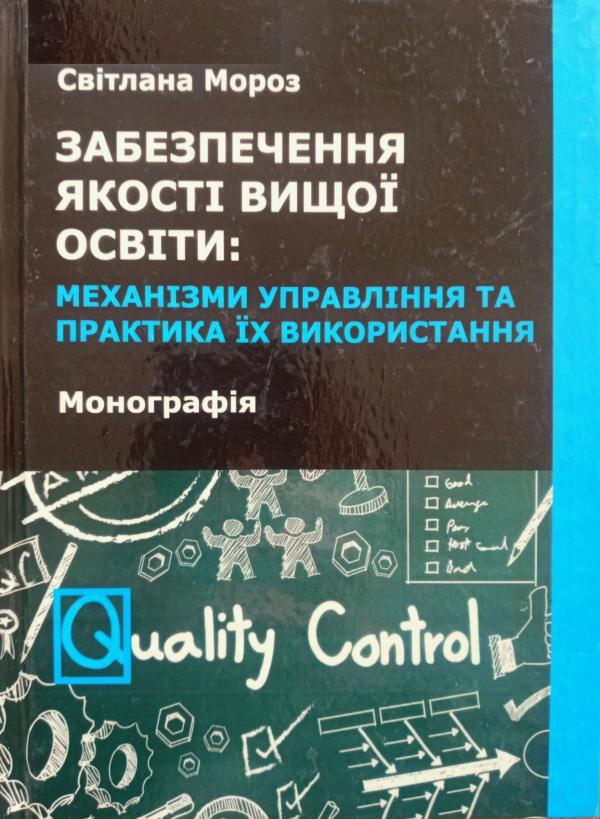 Світлана Мороз
ЗАБЕЗПЕЧЕННЯ
ЯКОСТІ ВИЩОЇ
ОСВІТИ:
МЕХАНІЗМИ УПРАВЛІННЯ ТА
ПРАКТИКА ЇХ ВИКОРИСТАННЯ
Монографія
Good
Average
Poor
Bad
Quality Control